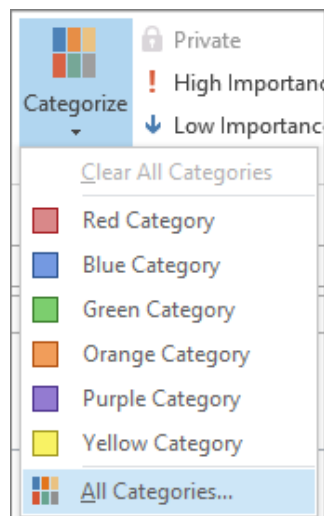 Private
High Importanc
Categorize
Low Importanc
Clear All Categories
Red Category
Blue Category
Green Category
Orange Category
Purple Category
Yellow Category
All Categories...